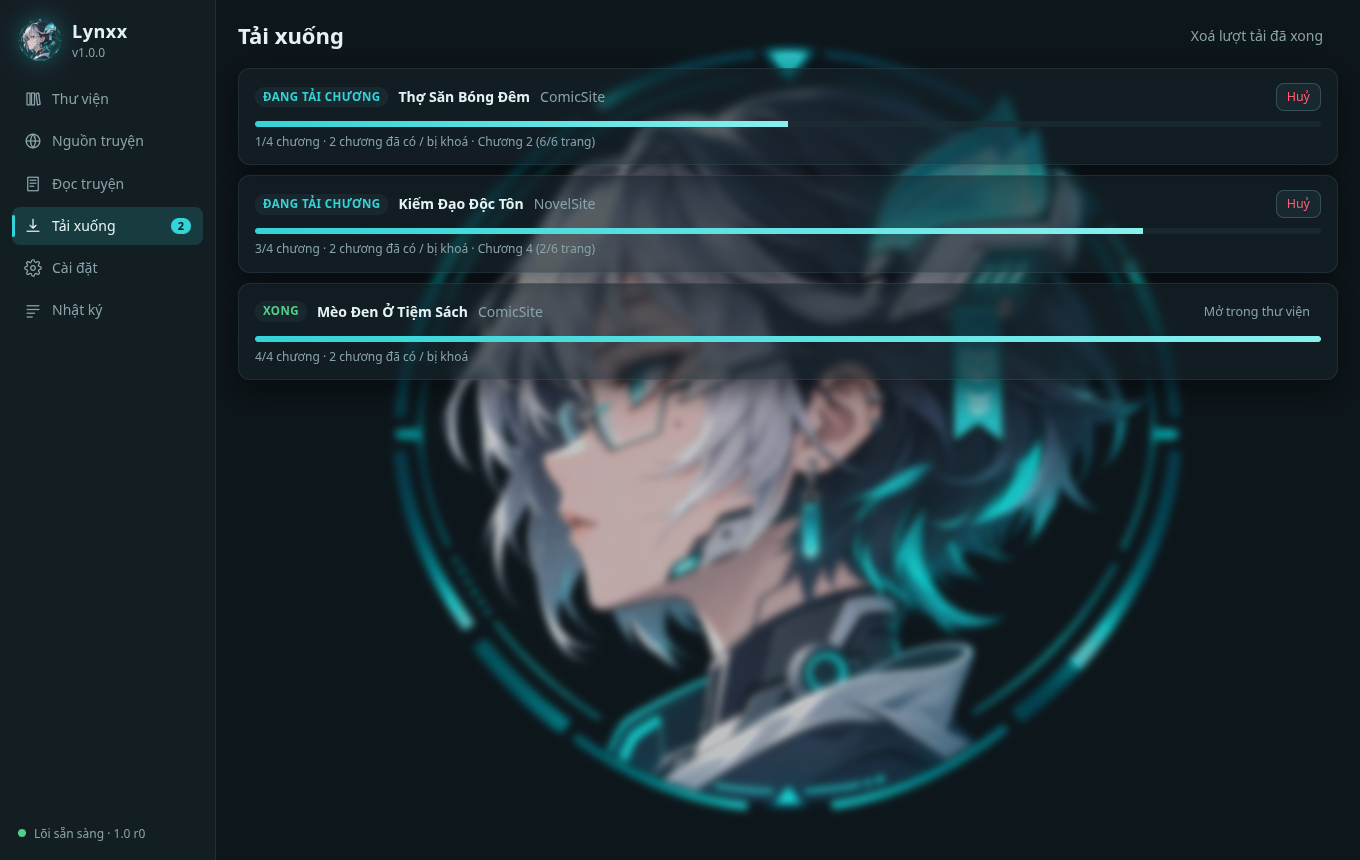 Lynxx
v1.0.0
Thư viện
Nguồn truyện
Đọc truyện
Tải xuống 2
Cài đặt
Nhật ký
Lõi sẵn sàng · 1.0 r0
Tải xuống
Xoá lượt tải đã xong
ĐANG TẢI CHƯƠNG Thợ Săn Bóng Đêm ComicSite Huỷ
1/4 chương · 2 chương đã có / bị khoá · Chương 2 (6/6 trang)
ĐANG TẢI CHƯƠNG Kiếm Đạo Độc Tôn NovelSite Huỷ
3/4 chương · 2 chương đã có / bị khoá · Chương 4 (2/6 trang)
XONG Mèo Đen Ở Tiệm Sách ComicSite Mở trong thư viện
4/4 chương · 2 chương đã có / bị khoá